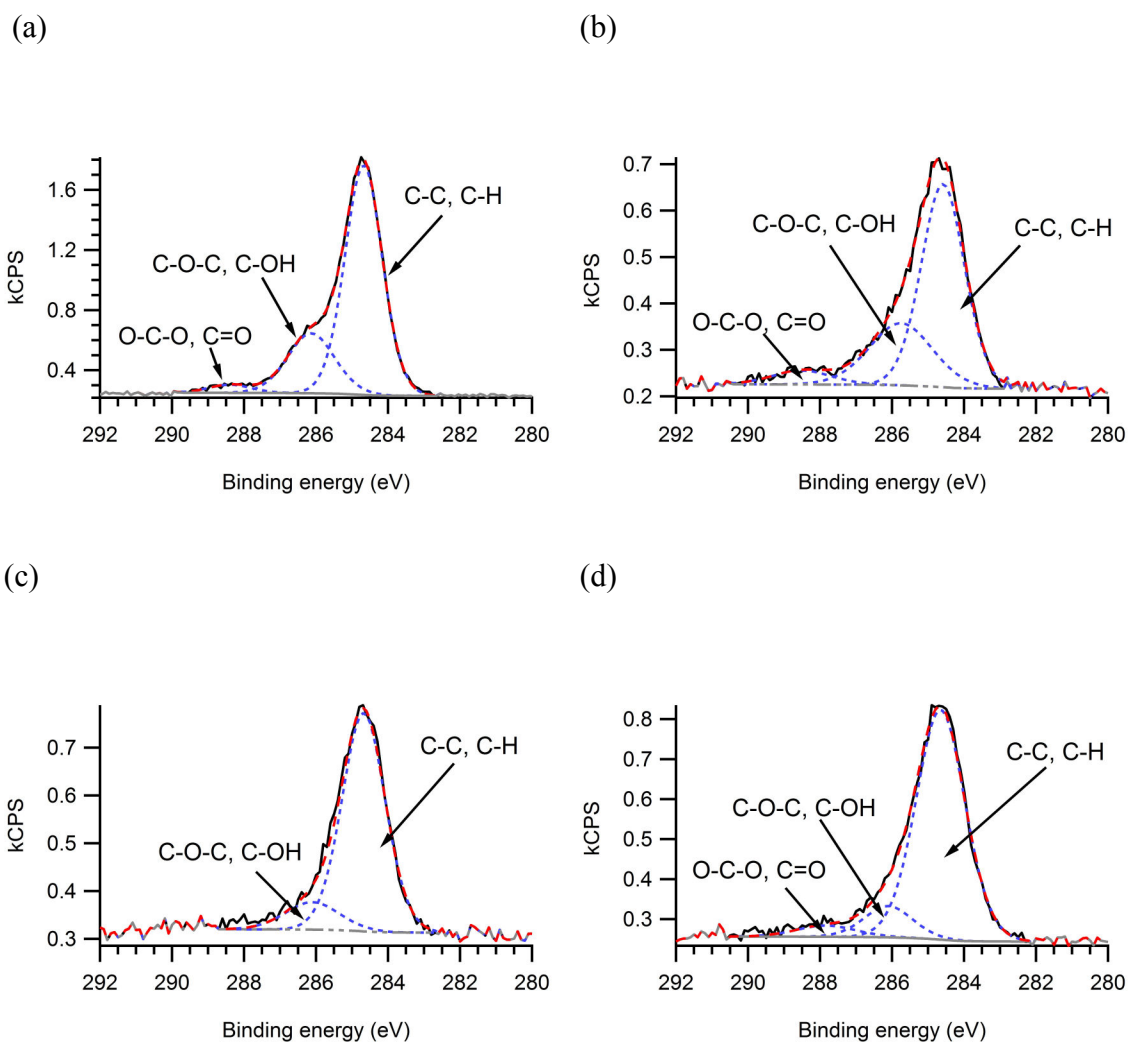 (a)
(b)
1.6
1.2
0.8
0.4
kCPS
C-C, C-H
C-O-C, C-OH
O-C-O, C=O
292 290 288 286 284 282 280
Binding energy (eV)
0.7
0.6
0.5
0.4
0.3
0.2
kCPS
C-O-C, C-OH
C-C, C-H
O-C-O, C=O
292 290 288 286 284 282 280
Binding energy (eV)
(c)
(d)
0.7
0.6
0.5
0.4
0.3
kCPS
C-C, C-H
C-O-C, C-OH
292 290 288 286 284 282 280
Binding energy (eV)
0.8
0.7
0.6
0.5
0.4
0.3
kCPS
C-C, C-H
C-O-C, C-OH
O-C-O, C=O
292 290 288 286 284 282 280
Binding energy (eV)